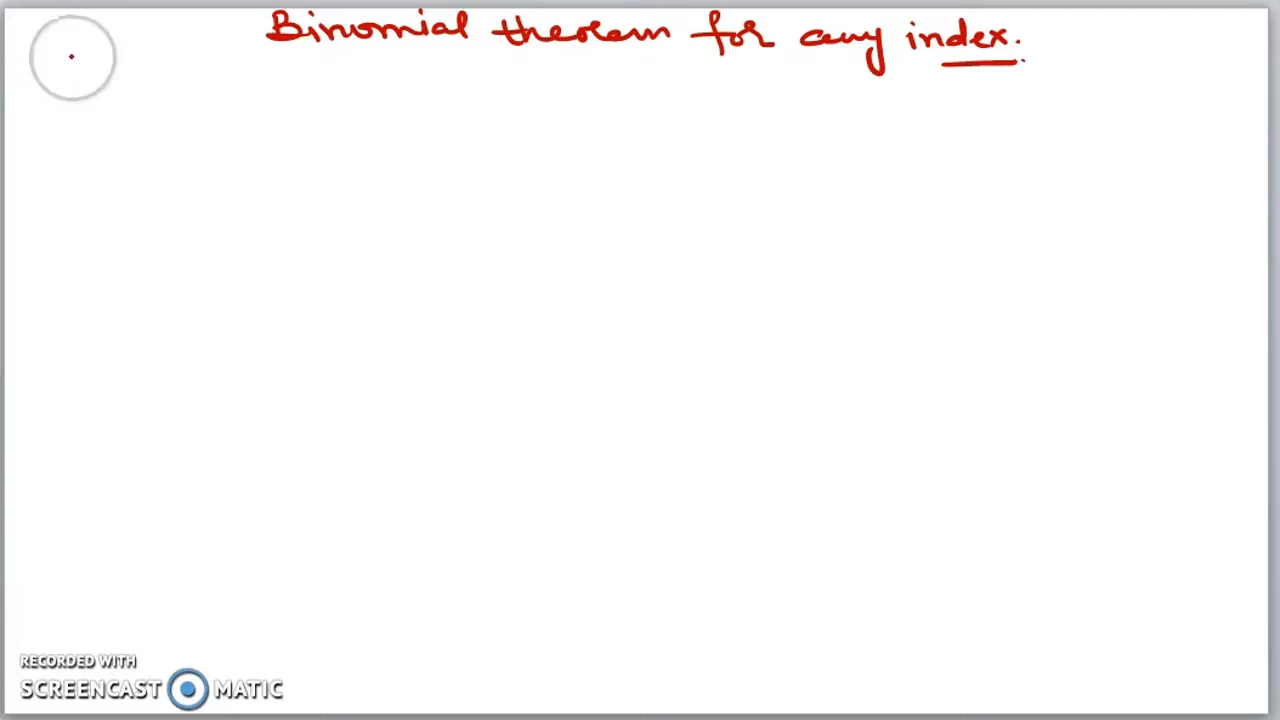 Binomial theorem for any index.
RECORDED WITH
SCREENCAST MATIC